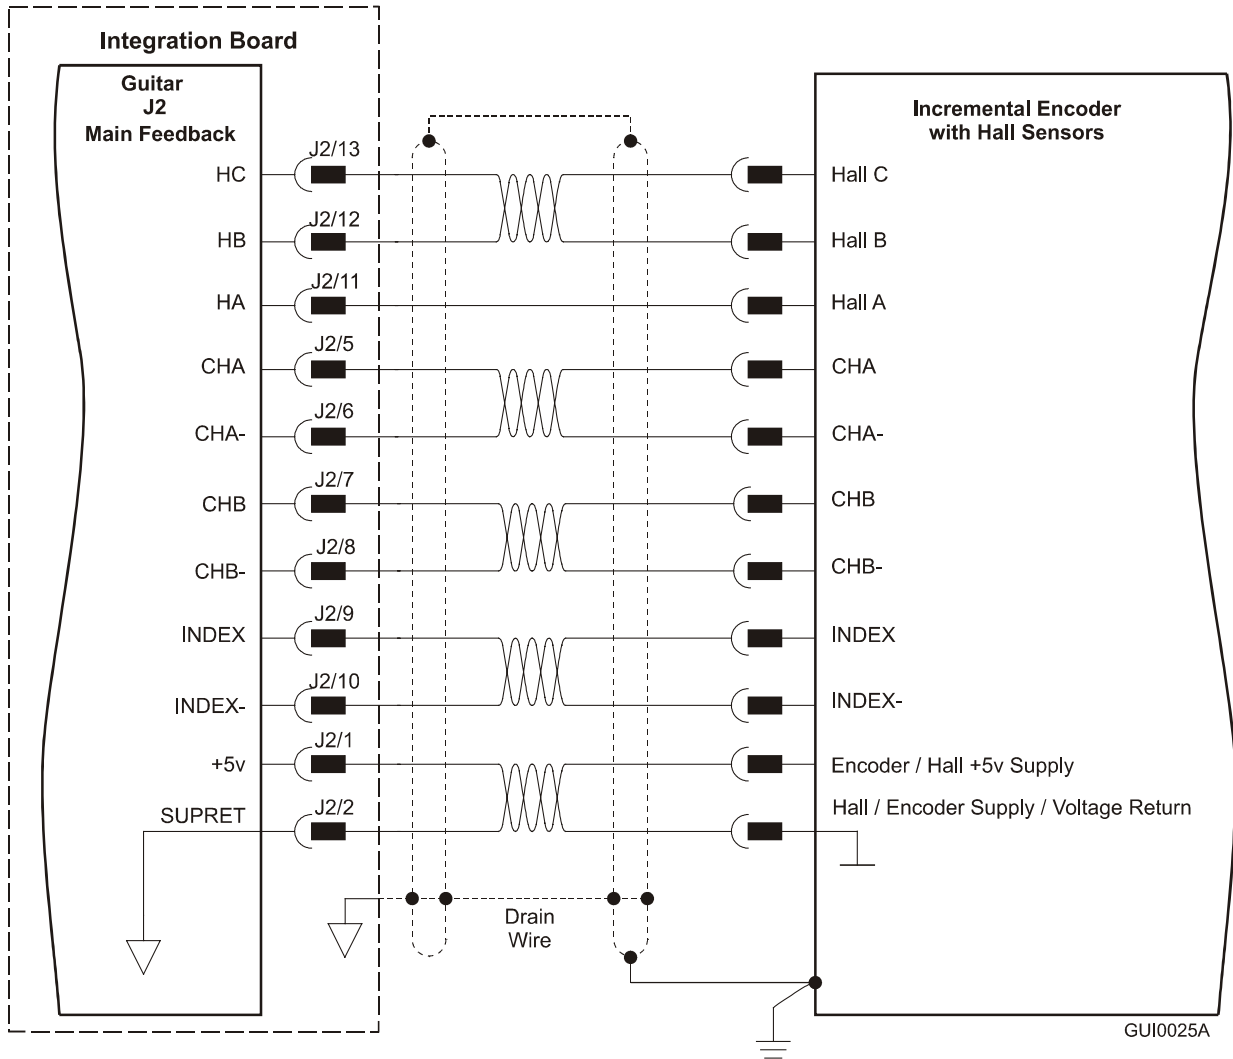 Integration Board
Guitar
J2
Main Feedback
Incremental Encoder
with Hall Sensors
HC
J2/13
Hall C
HB
J2/12
Hall B
HA
J2/11
Hall A
CHA
J2/5
CHA
CHA-
J2/6
CHA-
CHB
J2/7
CHB
CHB-
J2/8
CHB-
INDEX
J2/9
INDEX
INDEX-
J2/10
INDEX-
+5v
J2/1
Encoder / Hall +5v Supply
SUPRET
J2/2
Hall / Encoder Supply / Voltage Return
Drain
Wire
GUI0025A